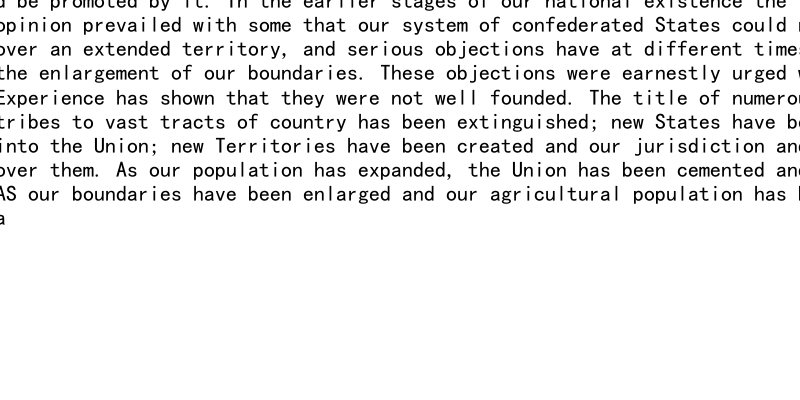 d be promoted by it. In the earlier stages of our national existence the
opinion prevailed with some that our system of confederated States could
over an extended territory, and serious objections have at different times
the enlargement of our boundaries. These objections were earnestly urged
Experience has shown that they were not well founded. The title of numerou
tribes to vast tracts of country has been extinguished; new States have be
into the Union; new Territories have been created and our jurisdiction and
over them. As our population has expanded, the Union has been cemented and
AS our boundaries have been enlarged and our agricultural population has
a